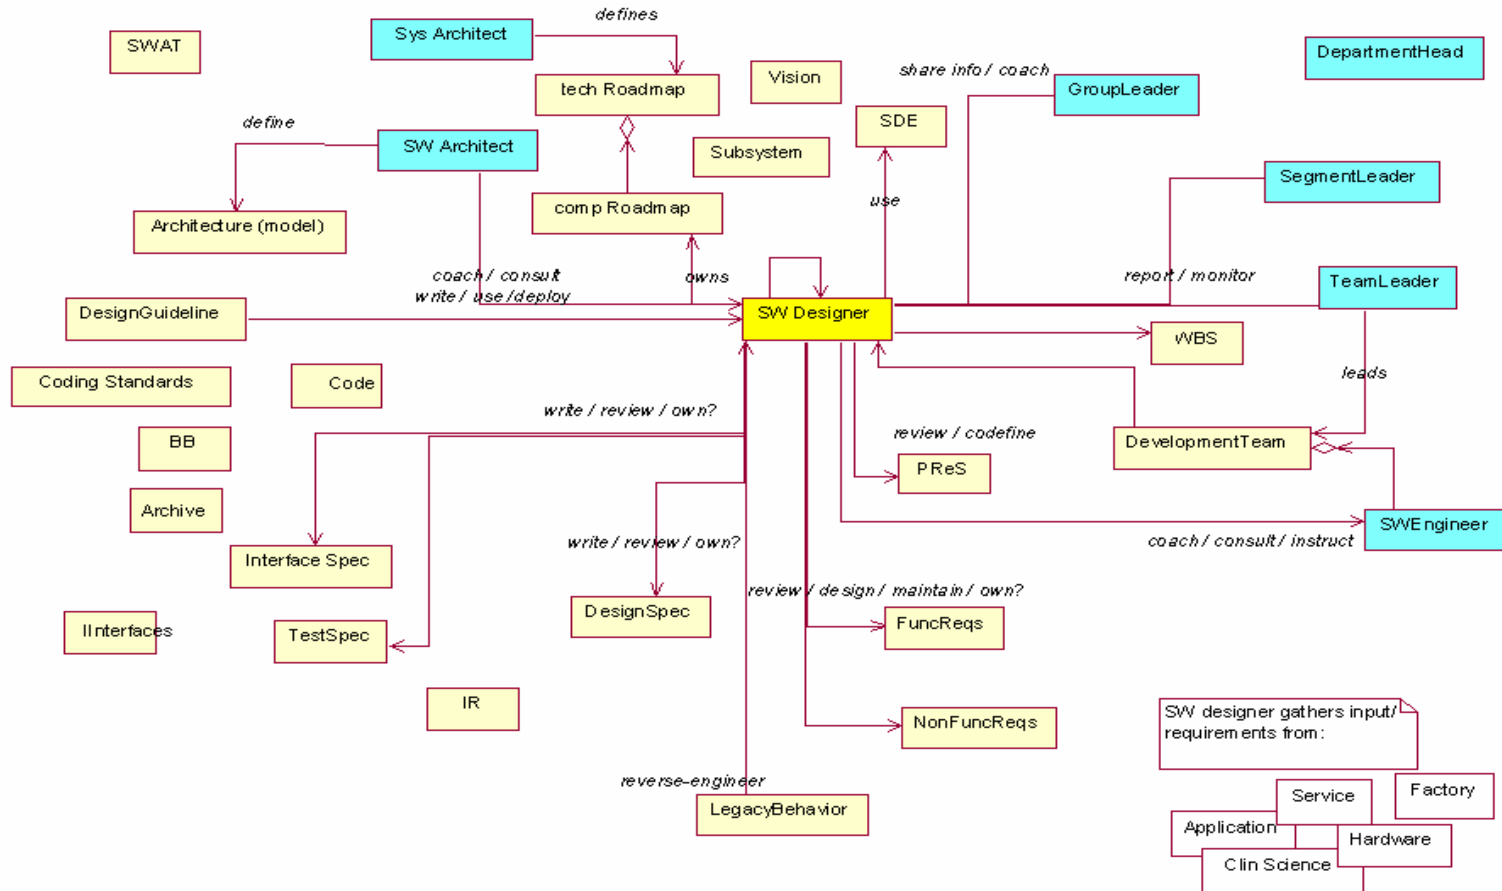 defines
SWAT
Sys Architect
DepartmentHead
Vision
share info / coach
tech Roadmap
GroupLeader
define
SDE
SW Architect
Subsystem
SegmentLeader
use
comp Roadmap
Architecture (model)
coach / consult
owns
report / monitor
TeamLeader
write / use /deploy
DesignGuideline
SW Designer
WBS
leads
Coding Standards
Code
write / review / own?
BB
review / codefine
DevelopmentTeam
PReS
Archive
SWEngineer
write / review / own?
coach / consult / instruct
Interface Spec
review / design / maintain / own?
DesignSpec
FuncReqs
IInterfaces
TestSpec
IR
NonFuncReqs
SW designer gathers input/
requirements from:
reverse-engineer
LegacyBehavior
Service
Factory
Application
Hardware
Clin Science